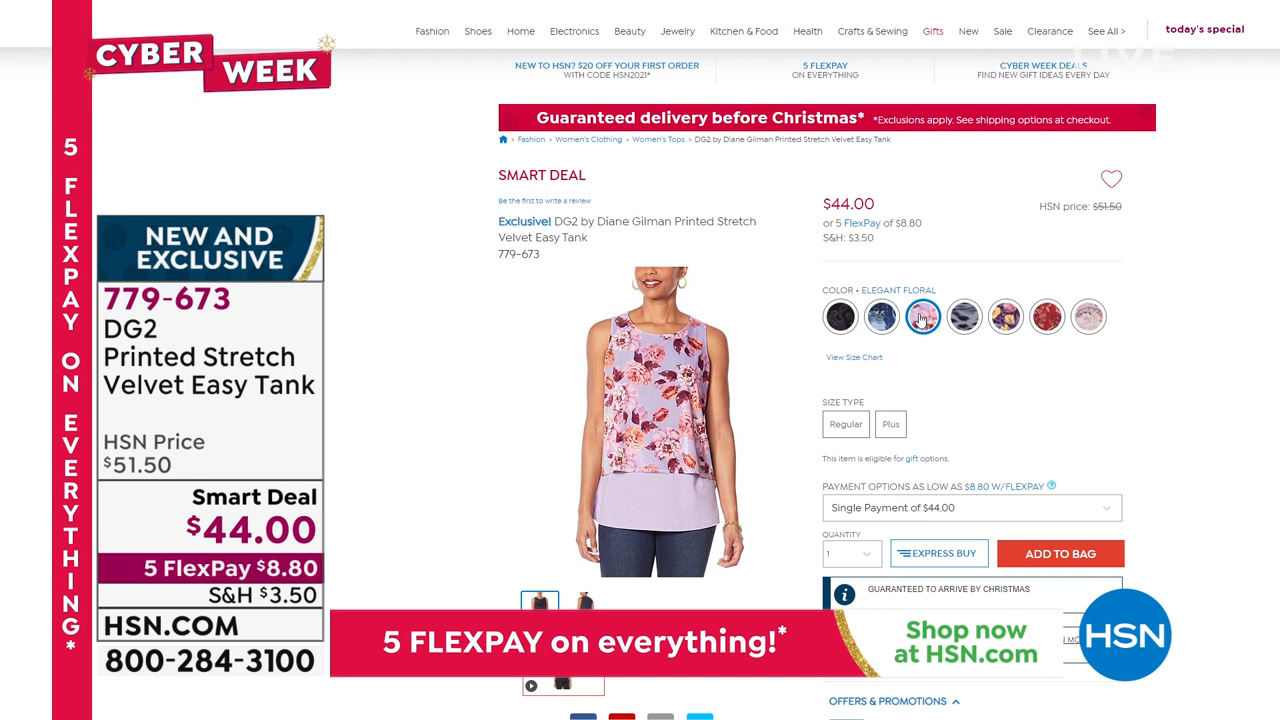 CYBER
WEEK
5 FLEXPAY ON EVERYTHING*
Fashion Shoes Home Electronics Beauty Jewelry Kitchen & Food Health Crafts & Sewing Gifts New Sale Clearance See All > today's special
LIVE
NEW TO HSN? $20 OFF YOUR FIRST ORDER
WITH CODE HSN2021*
5 FLEXPAY
ON EVERYTHING
CYBER WEEK DEALS
FIND NEW GIFT IDEAS EVERY DAY
Guaranteed delivery before Christmas* *Exclusions apply. See shipping options at checkout.
> Fashion > Women's Clothing > Women's Tops > DG2 by Diane Gilman Printed Stretch Velvet Easy Tank
SMART DEAL
Be the first to write a review
Exclusive! DG2 by Diane Gilman Printed Stretch
Velvet Easy Tank
779-673
$44.00
HSN price: $51.50
or 5 FlexPay of $8.80
S&H: $3.50
COLOR • ELEGANT FLORAL
View Size Chart
SIZE TYPE
Regular Plus
This item is eligible for gift options.
PAYMENT OPTIONS AS LOW AS $8.80 W/FLEXPAY ?
Single Payment of $44.00
QUANTITY
1
EXPRESS BUY
ADD TO BAG
i GUARANTEED TO ARRIVE BY CHRISTMAS
OFFERS & PROMOTIONS
NEW AND
EXCLUSIVE
779-673
DG2
Printed Stretch
Velvet Easy Tank
HSN Price
$51.50
Smart Deal
$44.00
5 FlexPay $8.80
S&H $3.50
HSN.COM
800-284-3100
5 FLEXPAY on everything!*
Shop now
at HSN.com
HSN